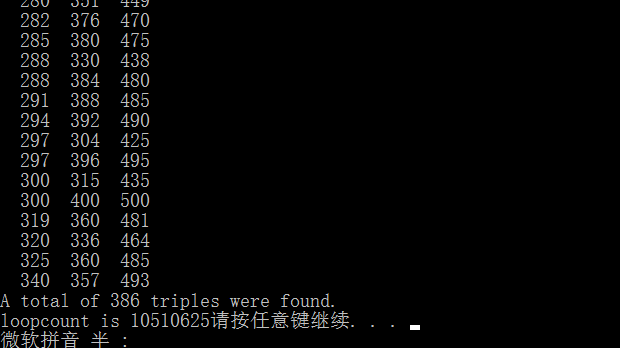 280 351 449
282 376 470
285 380 475
288 330 438
288 384 480
291 388 485
294 392 490
297 304 425
297 396 495
300 315 435
300 400 500
319 360 481
320 336 464
325 360 485
340 357 493
A total of 386 triples were found.
loopcount is 10510625请按任意键继续. . .
微软拼音 半 :